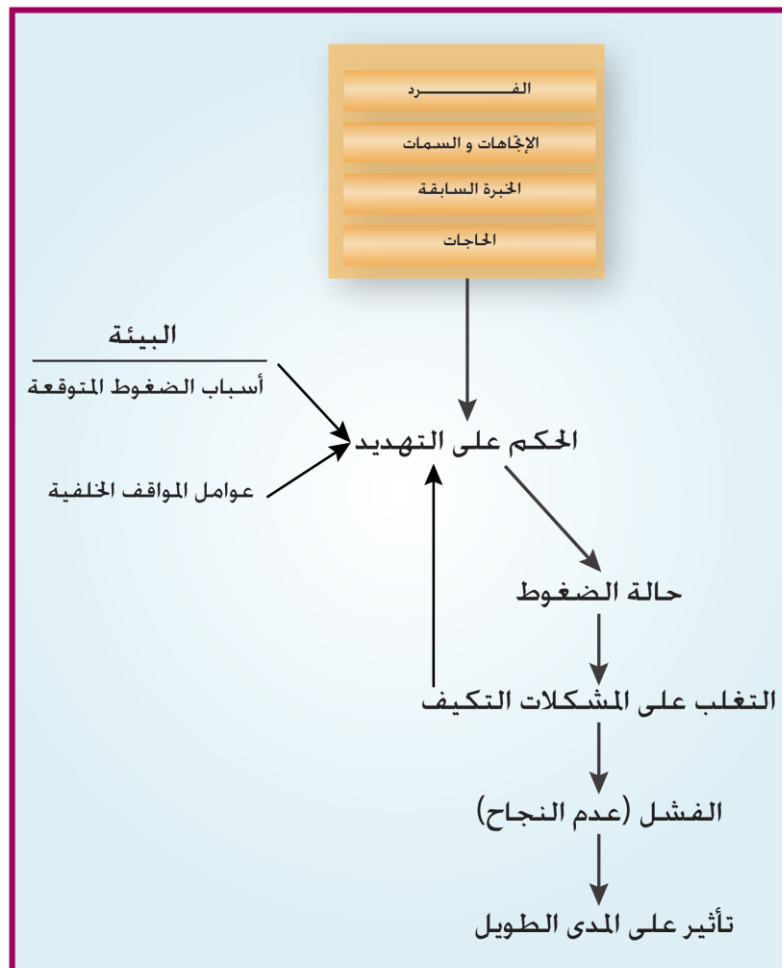 الفـــــــــــرد
الإتجاهات و السمات
الخبرة السابقة
الحاجات
البيئة
أسباب الضغوط المتوقعة
الحكم على التهديد
عوامل المواقف الخلفية
حالة الضغوط
التغلب على المشكلات التكيف
الفشل (عدم النجاح)
تأثير على المدى الطويل